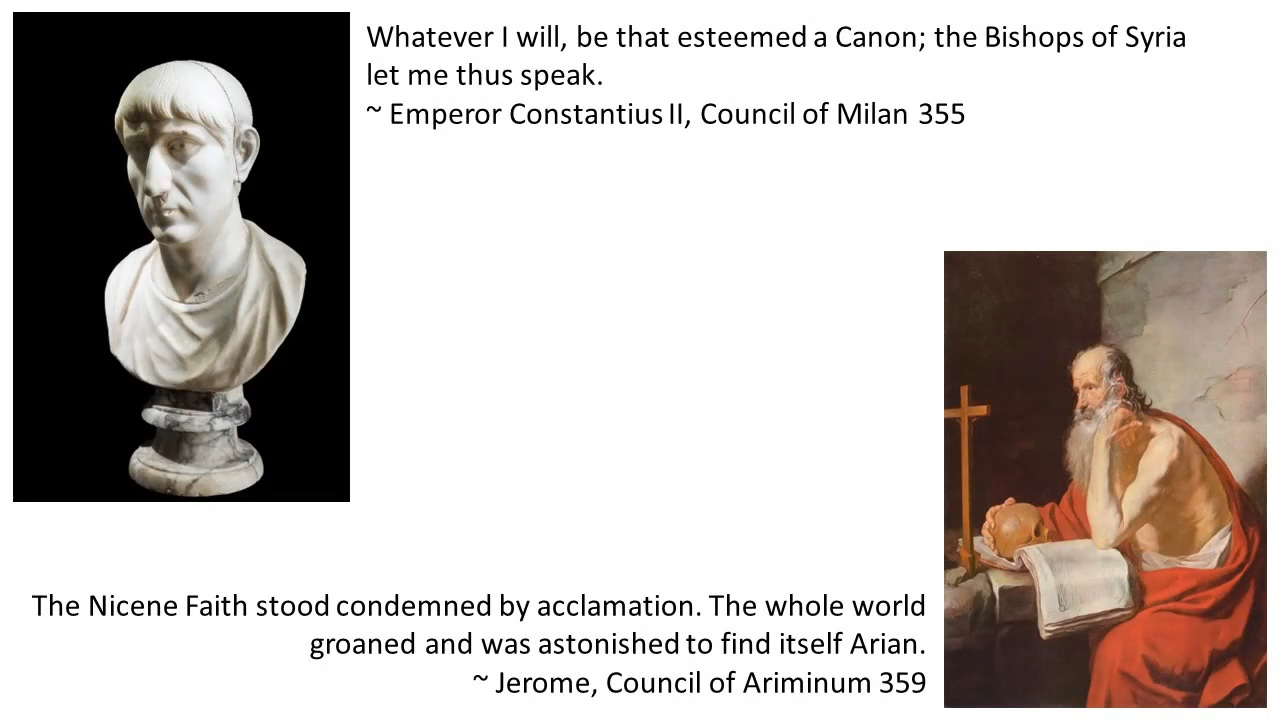 Whatever I will, be that esteemed a Canon; the Bishops of Syria
let me thus speak.
~ Emperor Constantius II, Council of Milan 355
The Nicene Faith stood condemned by acclamation. The whole world
groaned and was astonished to find itself Arian.
~ Jerome, Council of Ariminum 359